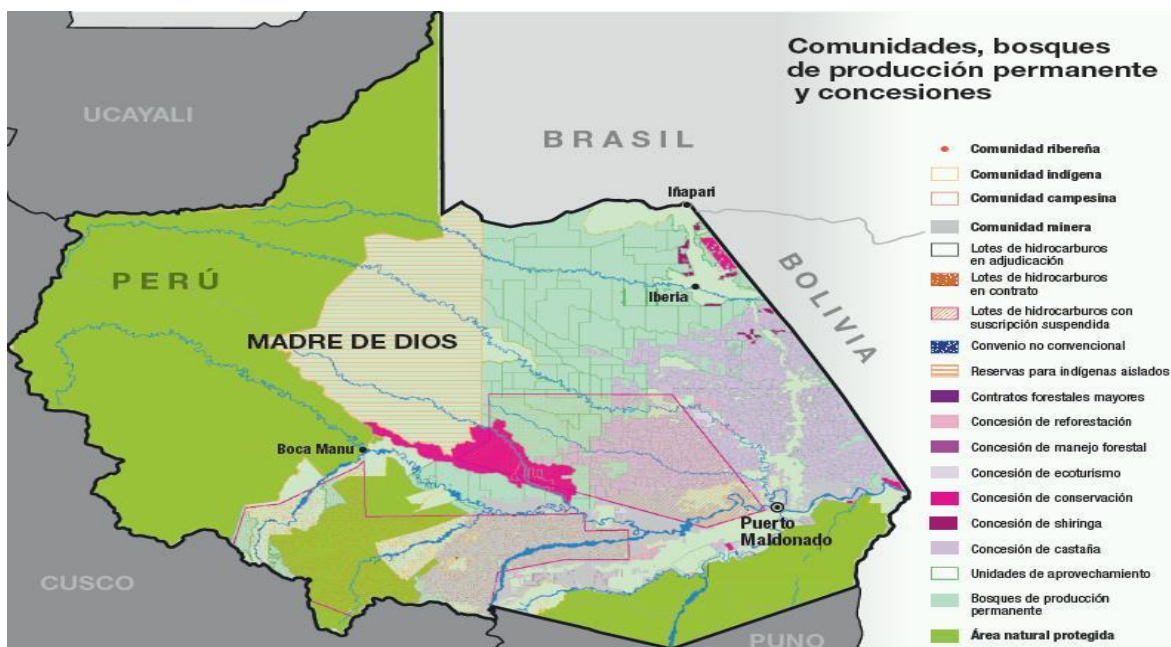 Comunidades, bosques
de producción permanente
y concesiones
UCAYALI
BRASIL
Iñapari
PERÚ
Iberia
BOLIVIA
MADRE DE DIOS
Boca Manu
Puerto
Maldonado
CUSCO
PUNO
Comunidad ribereña
Comunidad indígena
Comunidad campesina
Comunidad minera
Lotes de hidrocarburos
en adjudicación
Lotes de hidrocarburos
en contrato
Lotes de hidrocarburos con
suscripción suspendida
Convenio no convencional
Reservas para indígenas aislados
Contratos forestales mayores
Concesión de reforestación
Concesión de manejo forestal
Concesión de ecoturismo
Concesión de conservación
Concesión de shiringa
Concesión de castaña
Unidades de aprovechamiento
Bosques de producción
permanente
Área natural protegida